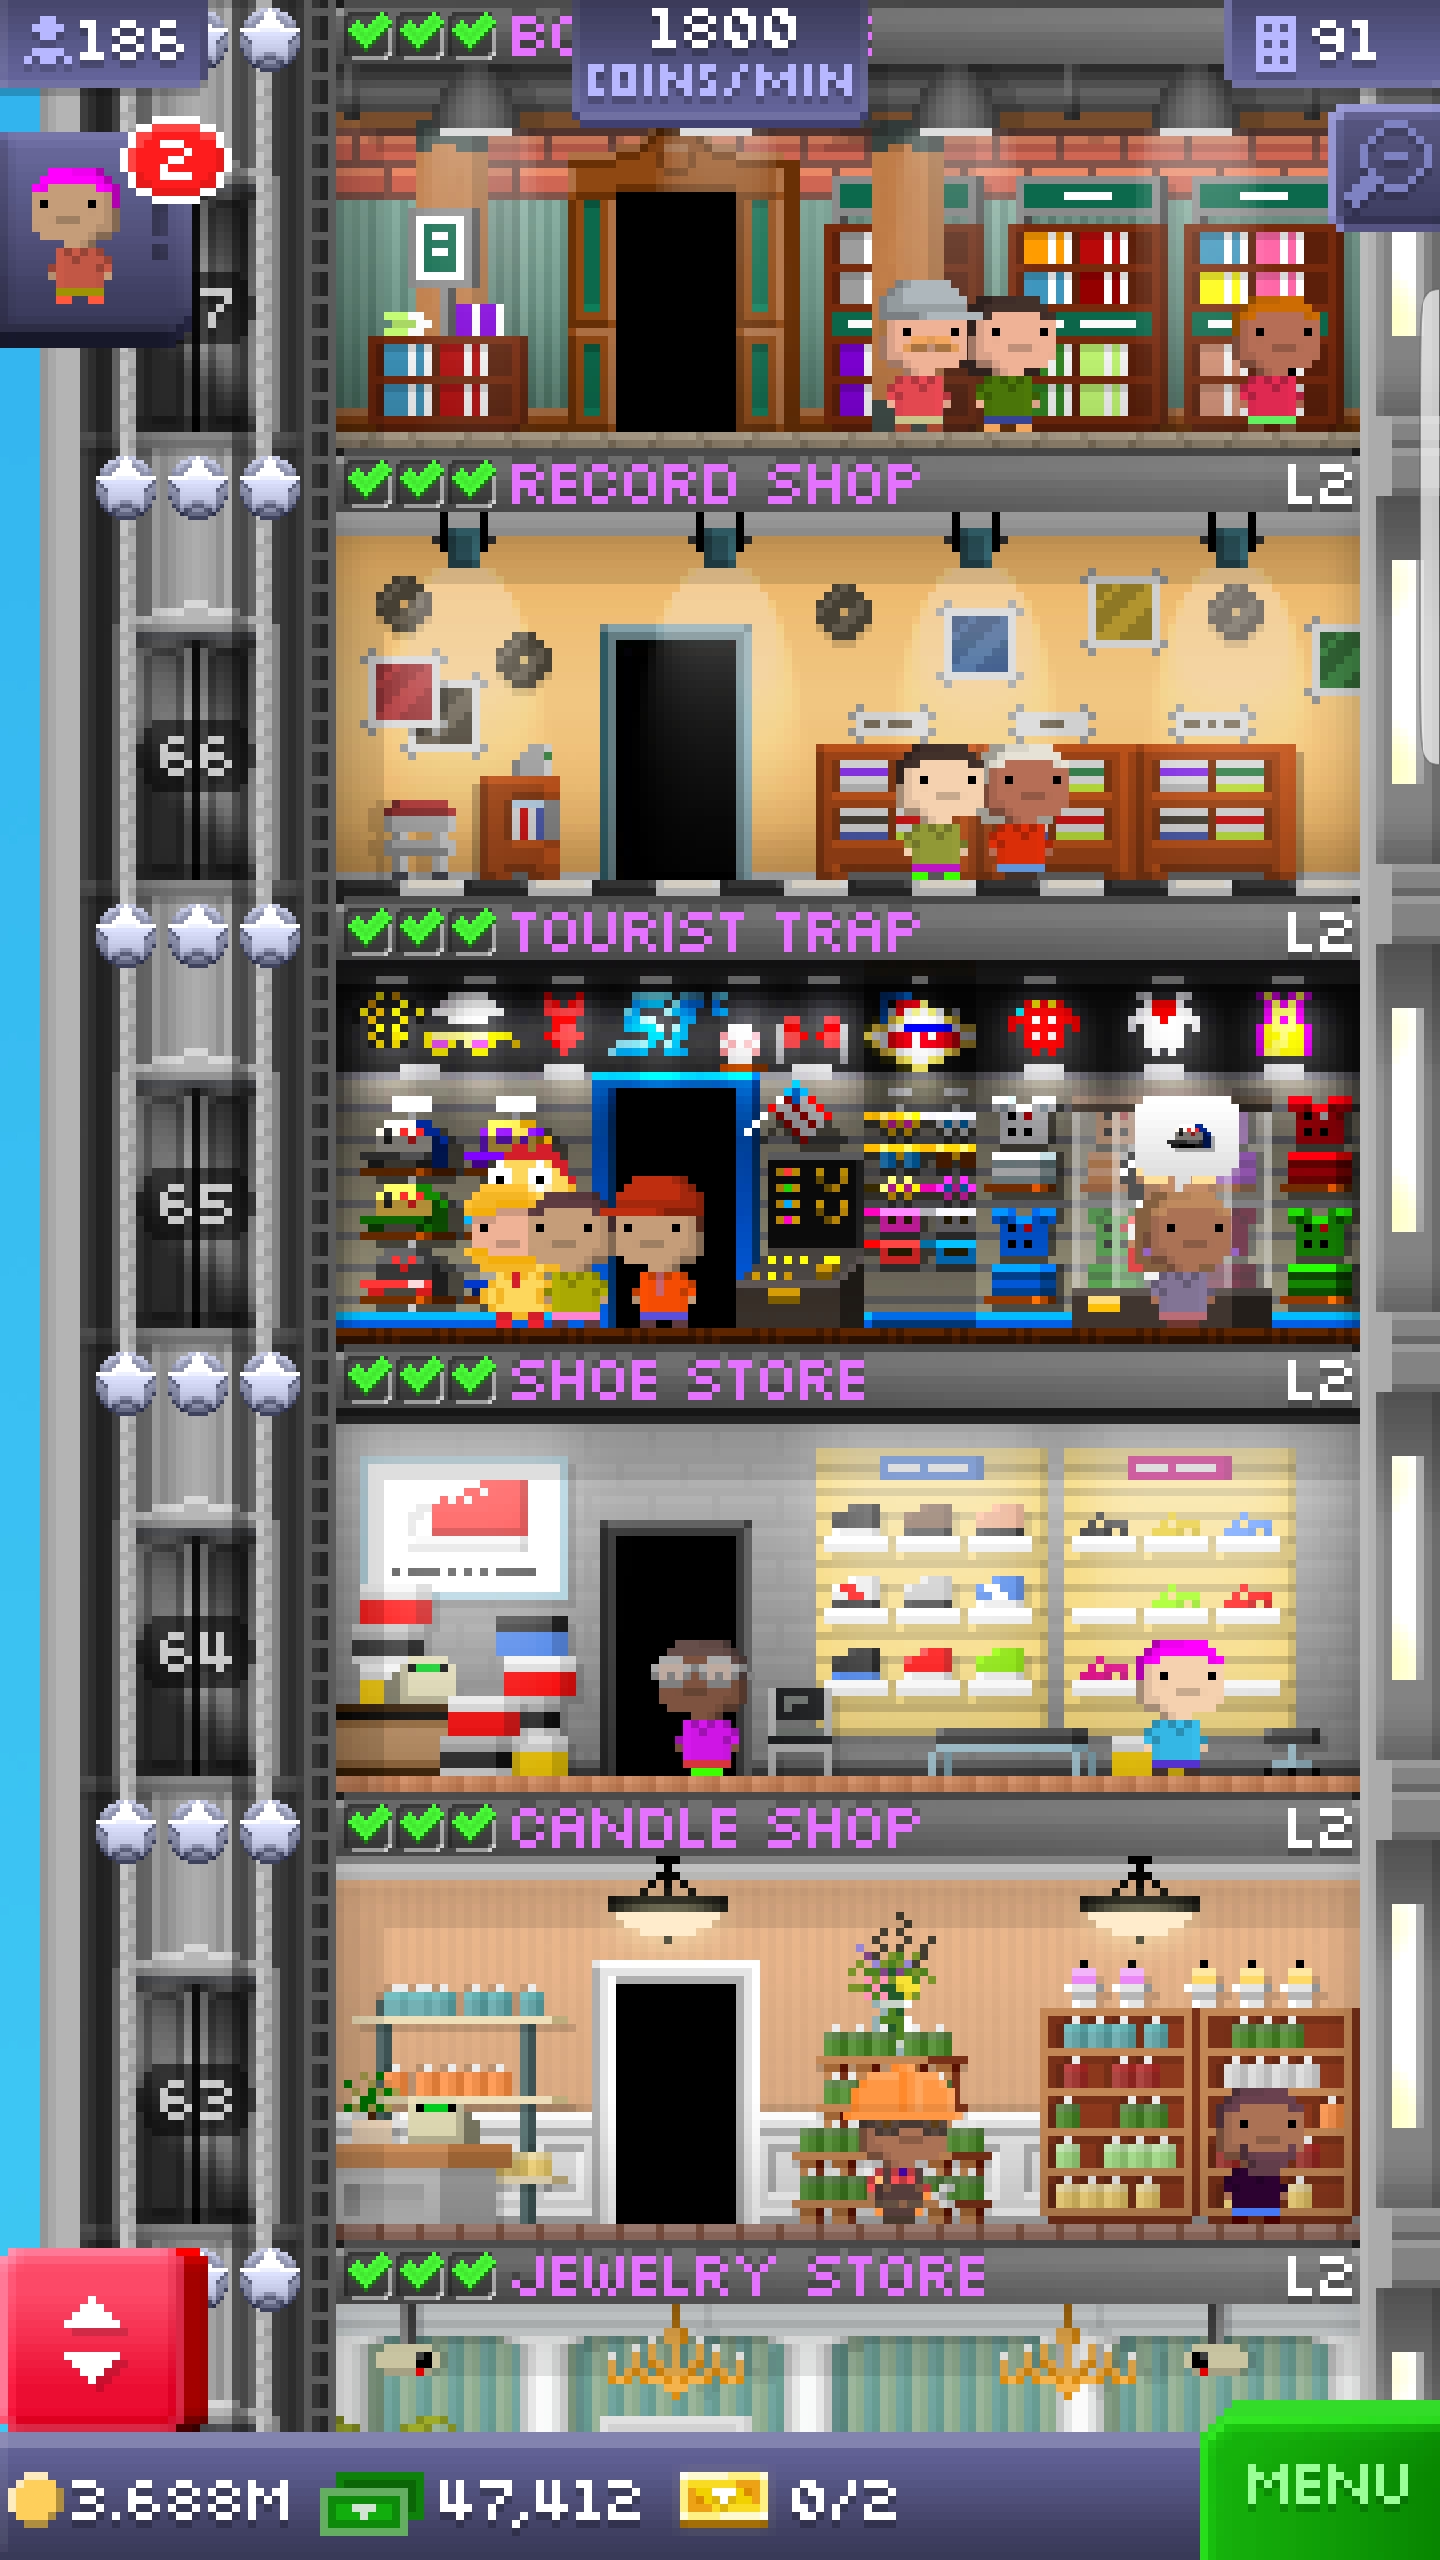 186
1800
COINS/MIN
91
2
7
RECORD SHOP L2
66
TOURIST TRAP L2
65
SHOE STORE L2
64
CANDLE SHOP L2
63
JEWELRY STORE L2
3.688M 47,412 0/2
MENU